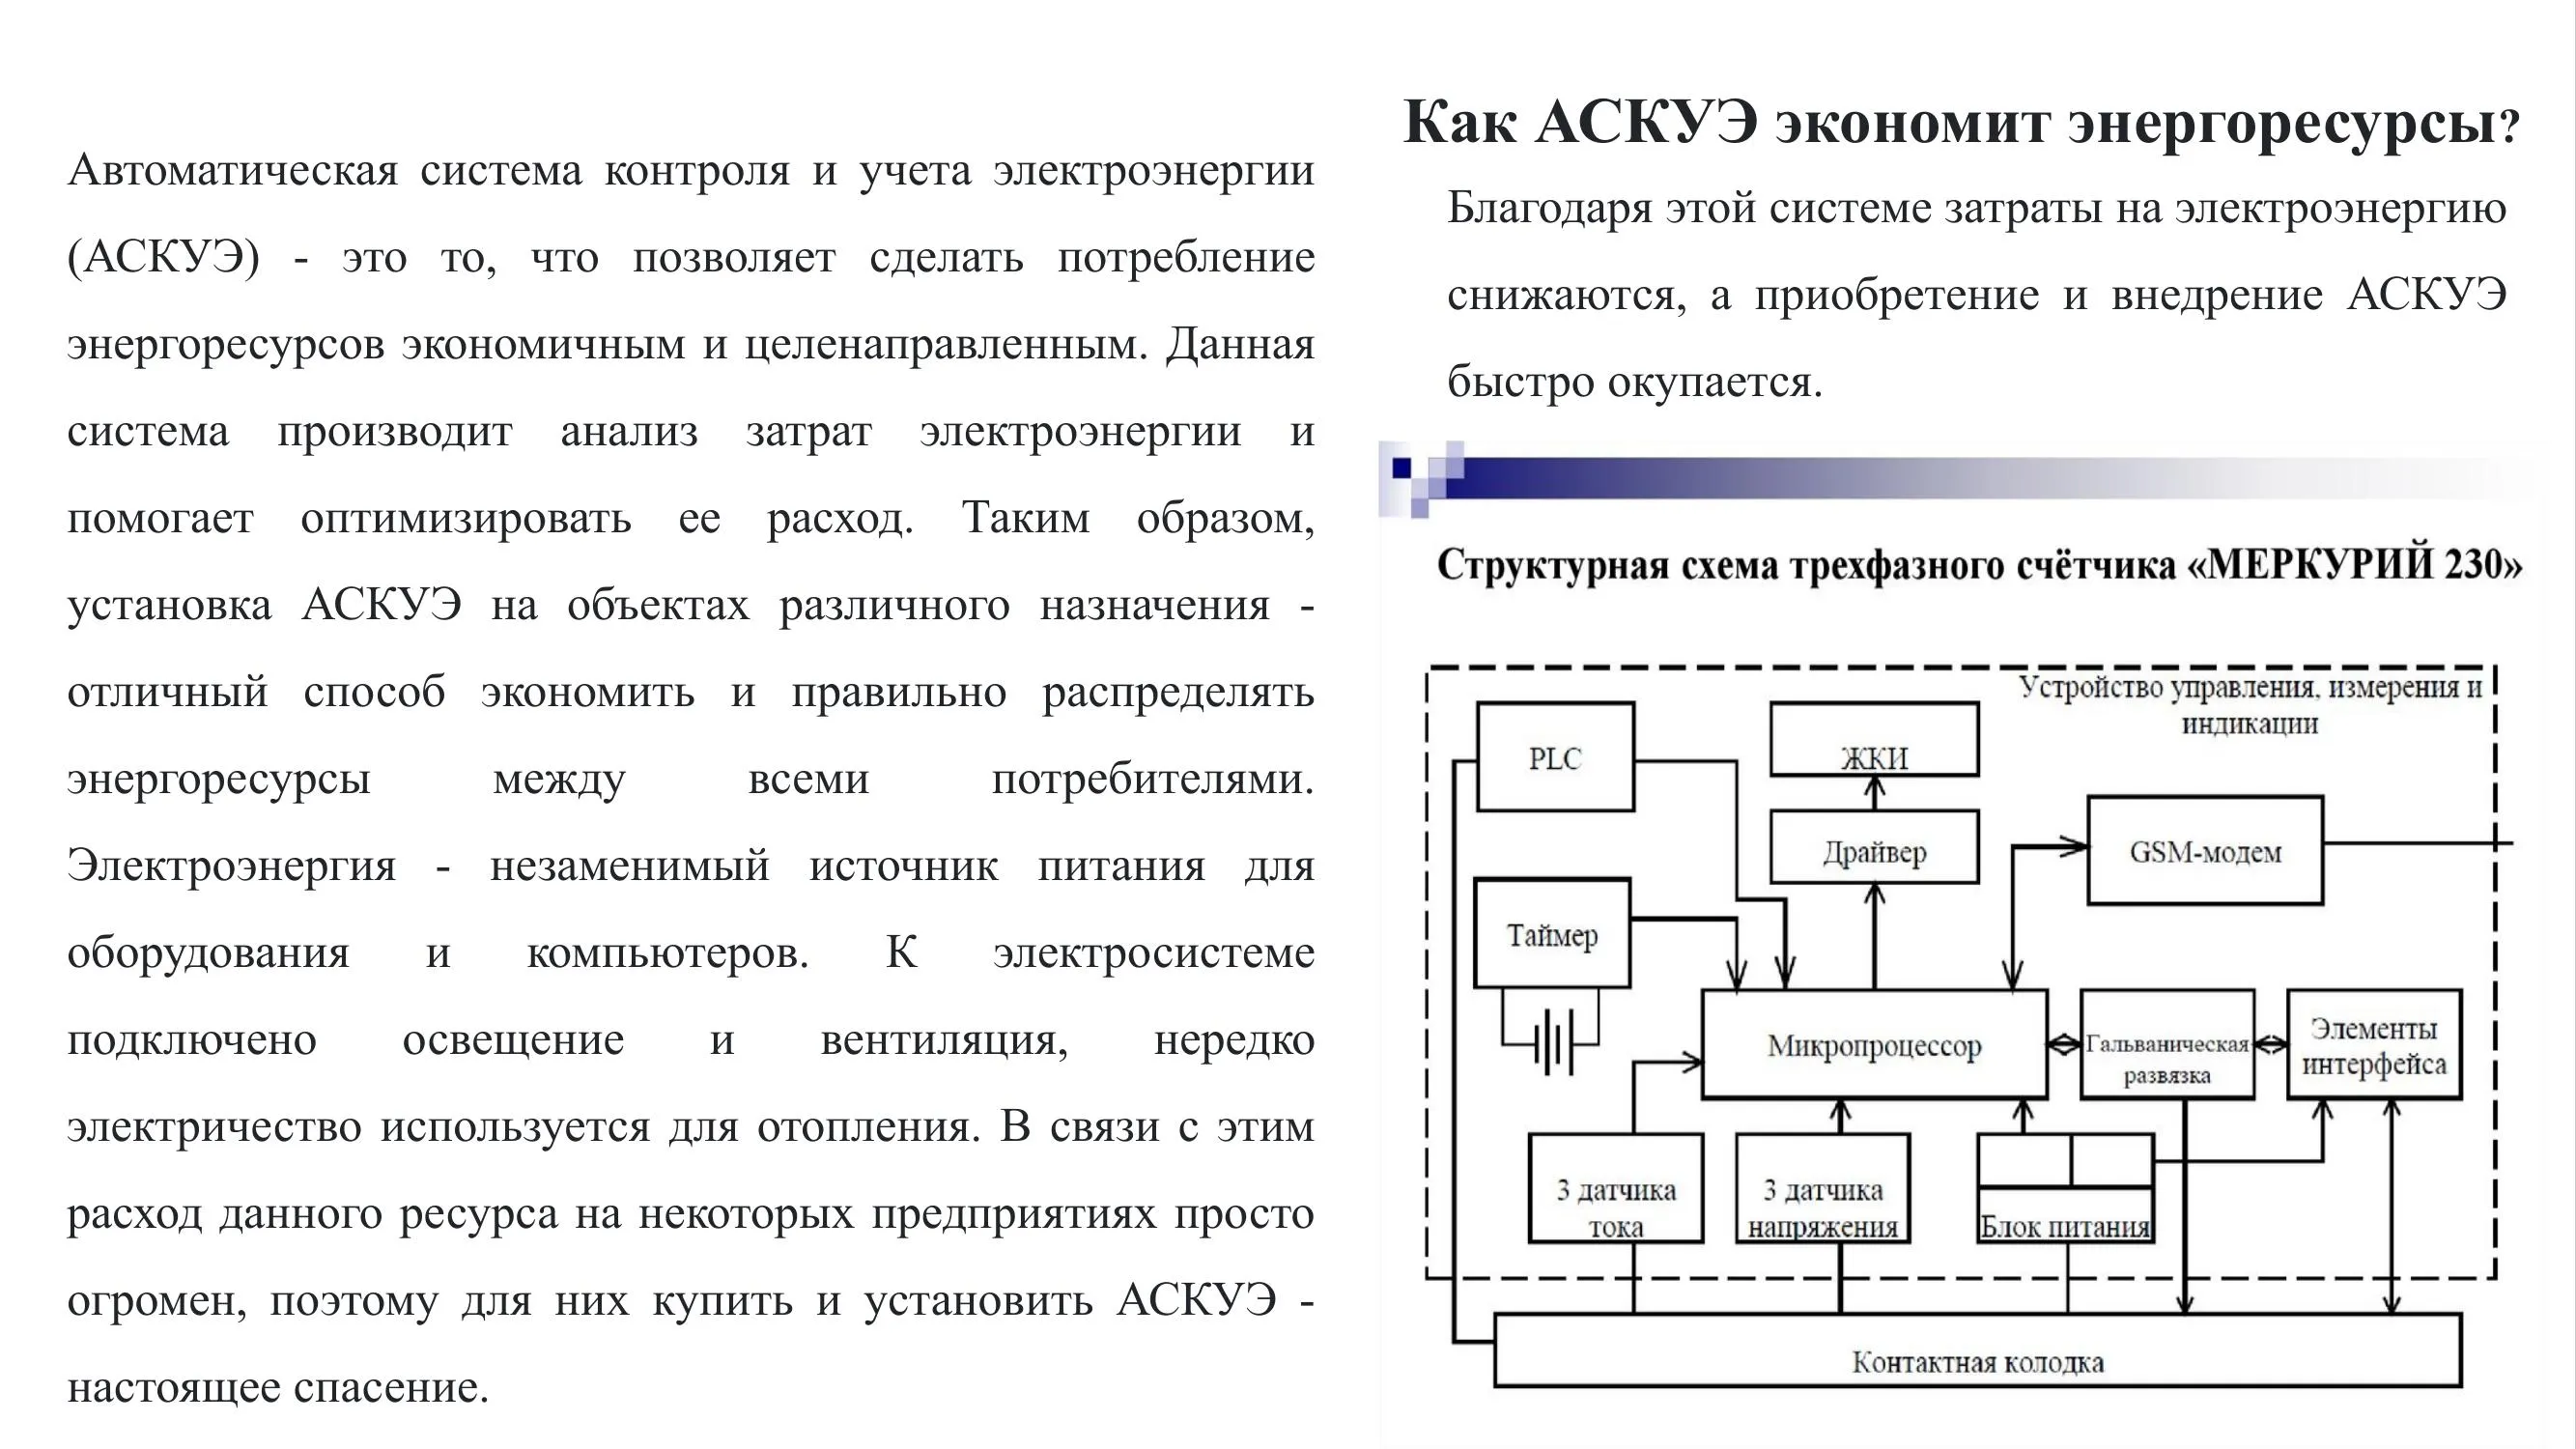 Автоматическая система контроля и учета электроэнергии
(АСКУЭ) - это то, что позволяет сделать потребление
энергоресурсов экономичным и целенаправленным. Данная
система производит анализ затрат электроэнергии и
помогает оптимизировать ее расход. Таким образом,
установка АСКУЭ на объектах различного назначения -
отличный способ экономить и правильно распределять
энергоресурсы между всеми потребителями.
Электроэнергия - незаменимый источник питания для
оборудования и компьютеров. К электросистеме
подключено освещение и вентиляция, нередко
электричество используется для отопления. В связи с этим
расход данного ресурса на некоторых предприятиях просто
огромен, поэтому для них купить и установить АСКУЭ -
настоящее спасение.
Как АСКУЭ экономит энергоресурсы?
Благодаря этой системе затраты на электроэнергию
снижаются, а приобретение и внедрение АСКУЭ
быстро окупается.
Структурная схема трехфазного счётчика «МЕРКУРИЙ 230»
Устройство управления, измерения и
индикации
PLC
ЖКИ
Драйвер
GSM-модем
Таймер
Микропроцессор
Гальваническая
развязка
Элементы
интерфейса
3 датчика
тока
3 датчика
напряжения
Блок питания
Контактная колодка